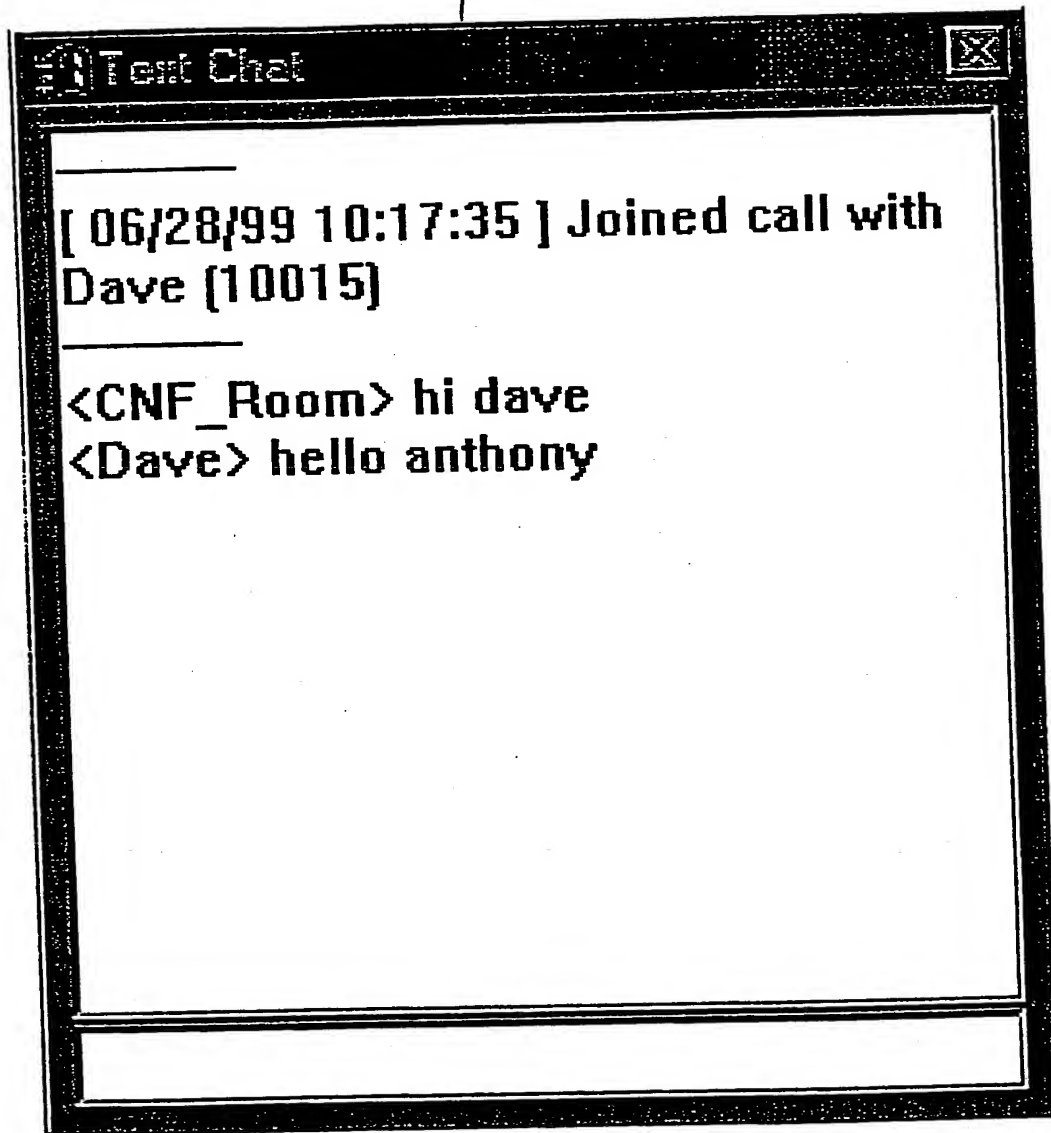 Text Chat
[ 06/28/99 10:17:35 ] Joined call with
Dave [10015]
<CNF_Room> hi dave
<Dave> hello anthony